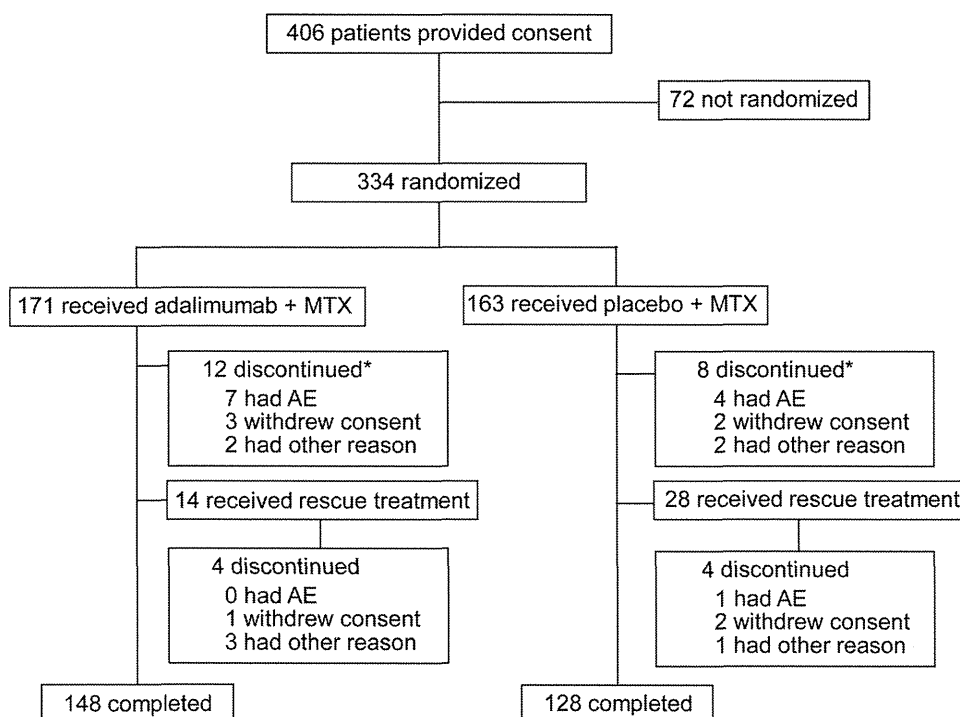 406 patients provided consent
72 not randomized
334 randomized
171 received adalimumab + MTX
163 received placebo + MTX
12 discontinued*
7 had AE
3 withdrew consent
2 had other reason
8 discontinued*
4 had AE
2 withdrew consent
2 had other reason
14 received rescue treatment
28 received rescue treatment
4 discontinued
0 had AE
1 withdrew consent
3 had other reason
4 discontinued
1 had AE
2 withdrew consent
1 had other reason
148 completed
128 completed